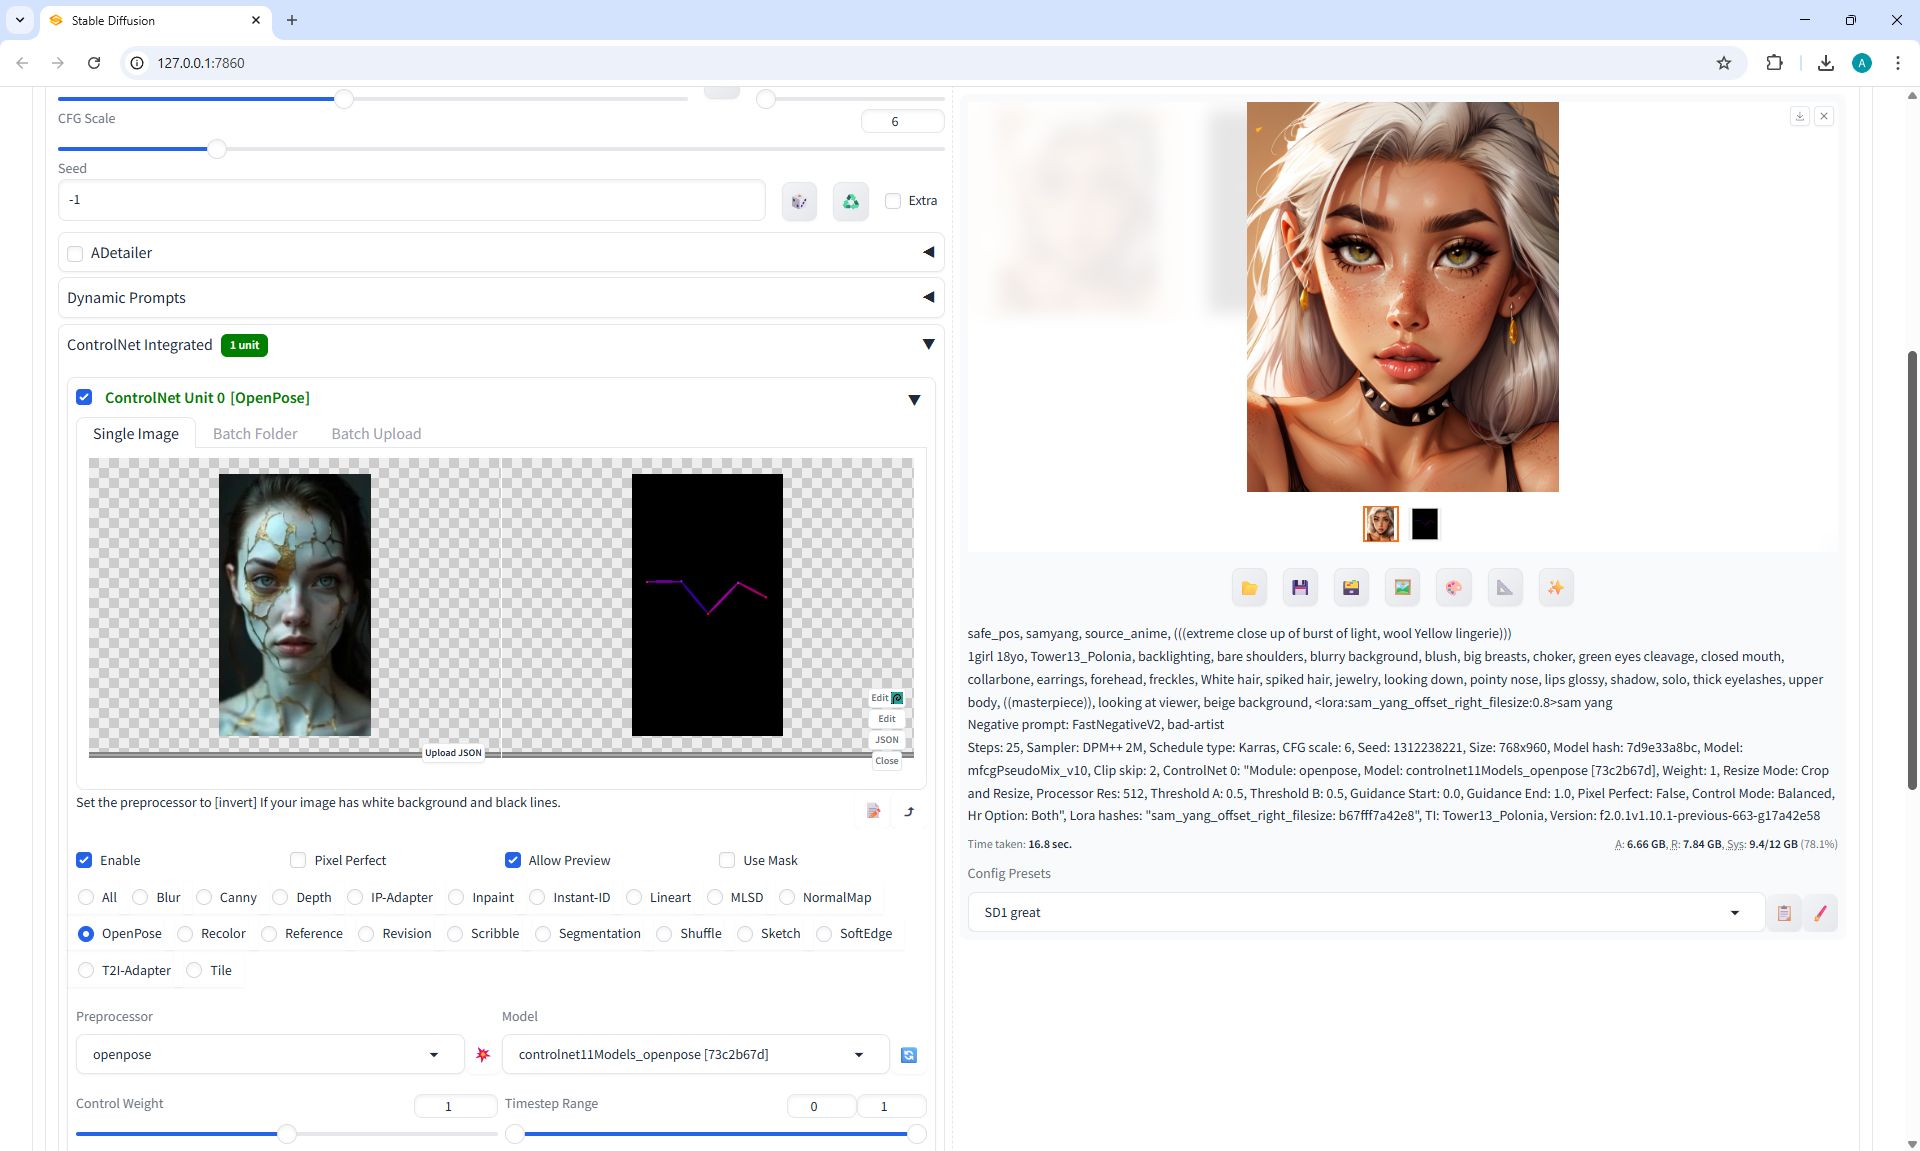 Stable Diffusion
127.0.0.1:7860
A
CFG Scale
6
Seed
-1
Extra
ADetailer
Dynamic Prompts
ControlNet Integrated 1 unit
ControlNet Unit 0 [OpenPose]
Single Image Batch Folder Batch Upload
Edit
Edit
JSON
Upload JSON
Close
Set the preprocessor to [invert] If your image has white background and black lines.
Enable Pixel Perfect Allow Preview Use Mask
All Blur Canny Depth IP-Adapter Inpaint Instant-ID Lineart MLSD NormalMap
OpenPose Recolor Reference Revision Scribble Segmentation Shuffle Sketch SoftEdge
T2I-Adapter Tile
Preprocessor Model
openpose controlnet11Models_openpose [73c2b67d]
Control Weight 1 Timestep Range 0 1
safe_pos, samyang, source_anime, (((extreme close up of burst of light, wool Yellow lingerie)))
1girl 18yo, Tower13_Polonia, backlighting, bare shoulders, blurry background, blush, big breasts, choker, green eyes cleavage, closed mouth,
collarbone, earrings, forehead, freckles, White hair, spiked hair, jewelry, looking down, pointy nose, lips glossy, shadow, solo, thick eyelashes, upper
body, ((masterpiece)), looking at viewer, beige background, <lora:sam_yang_offset_right_filesize:0.8>sam yang
Negative prompt: FastNegativeV2, bad-artist
Steps: 25, Sampler: DPM++ 2M, Schedule type: Karras, CFG scale: 6, Seed: 1312238221, Size: 768x960, Model hash: 7d9e33a8bc, Model:
mfcgPseudoMix_v10, Clip skip: 2, ControlNet 0: "Module: openpose, Model: controlnet11Models_openpose [73c2b67d], Weight: 1, Resize Mode: Crop
and Resize, Processor Res: 512, Threshold A: 0.5, Threshold B: 0.5, Guidance Start: 0.0, Guidance End: 1.0, Pixel Perfect: False, Control Mode: Balanced,
Hr Option: Both", Lora hashes: "sam_yang_offset_right_filesize: b67fff7a42e8", TI: Tower13_Polonia, Version: f2.0.1v1.10.1-previous-663-g17a42e58
Time taken: 16.8 sec. A: 6.66 GB, R: 7.84 GB, Sys: 9.4/12 GB (78.1%)
Config Presets
SD1 great